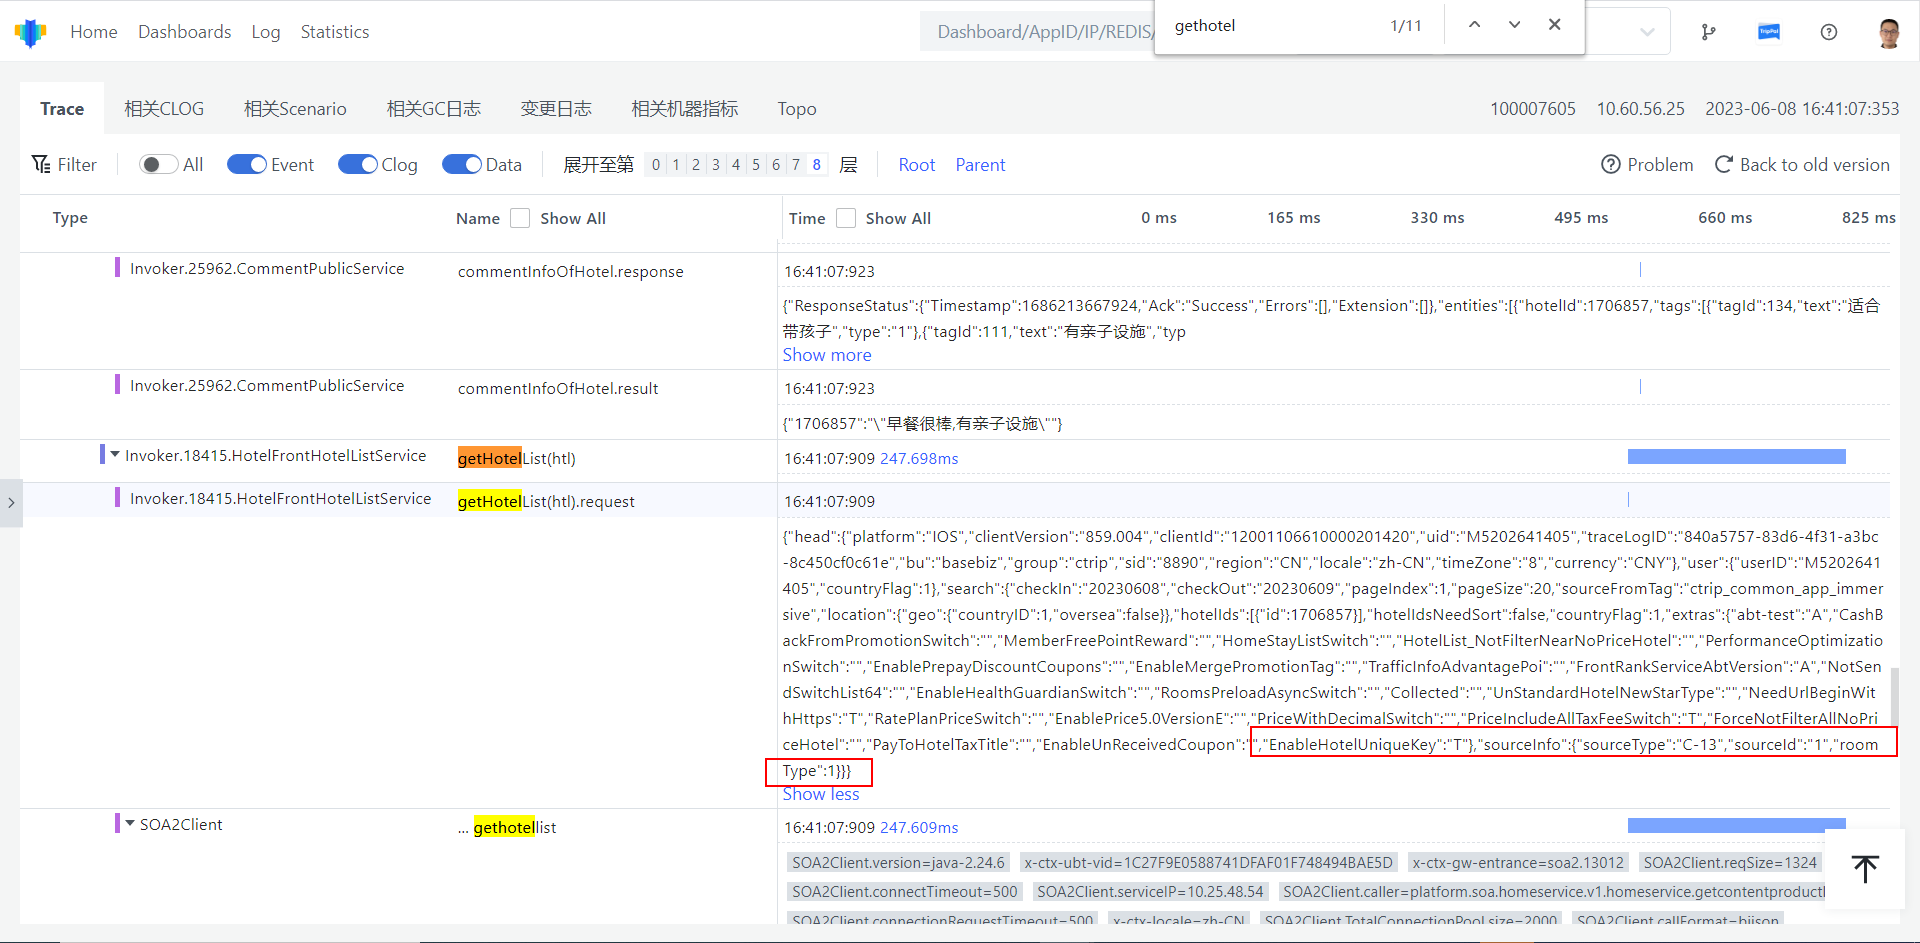 gethotel 1/11
Home Dashboards Log Statistics Dashboard/AppID/IP/REDIS/ TripPal
Trace 相关CLOG 相关Scenario 相关GC日志 变更日志 相关机器指标 Topo 100007605 10.60.56.25 2023-06-08 16:41:07:353
Filter All Event Clog Data 展开至第 0 1 2 3 4 5 6 7 8 层 Root Parent Problem Back to old version
Type Name Show All Time Show All 0 ms 165 ms 330 ms 495 ms 660 ms 825 ms
Invoker.25962.CommentPublicService commentInfoOfHotel.response 16:41:07:923
{"ResponseStatus":{"Timestamp":1686213667924,"Ack":"Success","Errors":[],"Extension":[]},"entities":[{"hotelId":1706857,"tags":[{"tagId":134,"text":"适合
带孩子","type":"1"},{"tagId":111,"text":"有亲子设施","typ
Show more
Invoker.25962.CommentPublicService commentInfoOfHotel.result 16:41:07:923
{"1706857":"\"早餐很棒,有亲子设施\""}
Invoker.18415.HotelFrontHotelListService getHotelList(htl) 16:41:07:909 247.698ms
Invoker.18415.HotelFrontHotelListService getHotelList(htl).request 16:41:07:909
{"head":{"platform":"IOS","clientVersion":"859.004","clientId":"12001106610000201420","uid":"M5202641405","traceLogID":"840a5757-83d6-4f31-a3bc
-8c450cf0c61e","bu":"basebiz","group":"ctrip","sid":"8890","region":"CN","locale":"zh-CN","timeZone":"8","currency":"CNY"},"user":{"userID":"M5202641
405","countryFlag":1},"search":{"checkIn":"20230608","checkOut":"20230609","pageIndex":1,"pageSize":20,"sourceFromTag":"ctrip_common_app_immer
sive","location":{"geo":{"countryID":1,"oversea":false}},"hotelIds":[{"id":1706857}],"hotelIdsNeedSort":false,"countryFlag":1,"extras":{"abt-test":"A","CashB
ackFromPromotionSwitch":"","MemberFreePointReward":"","HomeStayListSwitch":"","HotelList_NotFilterNearNoPriceHotel":"","PerformanceOptimizatio
nSwitch":"","EnablePrepayDiscountCoupons":"","EnableMergePromotionTag":"","TrafficInfoAdvantagePoi":"","FrontRankServiceAbtVersion":"A","NotSen
dSwitchList64":"","EnableHealthGuardianSwitch":"","RoomsPreloadAsyncSwitch":"","Collected":"","UnStandardHotelNewStarType":"","NeedUrlBeginWit
hHttps":"T","RatePlanPriceSwitch":"","EnablePrice5.0VersionE":"","PriceWithDecimalSwitch":"","PriceIncludeAllTaxFeeSwitch":"T","ForceNotFilterAllNoPri
ceHotel":"","PayToHotelTaxTitle":"","EnableUnReceivedCoupon":"","EnableHotelUniqueKey":"T"},"sourceInfo":{"sourceType":"C-13","sourceId":"1","room
Type":1}}}
Show less
SOA2Client ... gethotellist 16:41:07:909 247.609ms
SOA2Client.version=java-2.24.6 x-ctx-ubt-vid=1C27F9E0588741DFAF01F748494BAE5D x-ctx-gw-entrance=soa2.13012 SOA2Client.reqSize=1324
SOA2Client.connectTimeout=500 SOA2Client.serviceIP=10.25.48.54 SOA2Client.caller=platform.soa.homeservice.v1.homeservice.getcontentproduct
SOA2Client.connectionRequestTimeout=500 x-ctx-locale=zh-CN SOA2Client.TotalConnectionPool.size=2000 SOA2Client.callFormat=bjjson